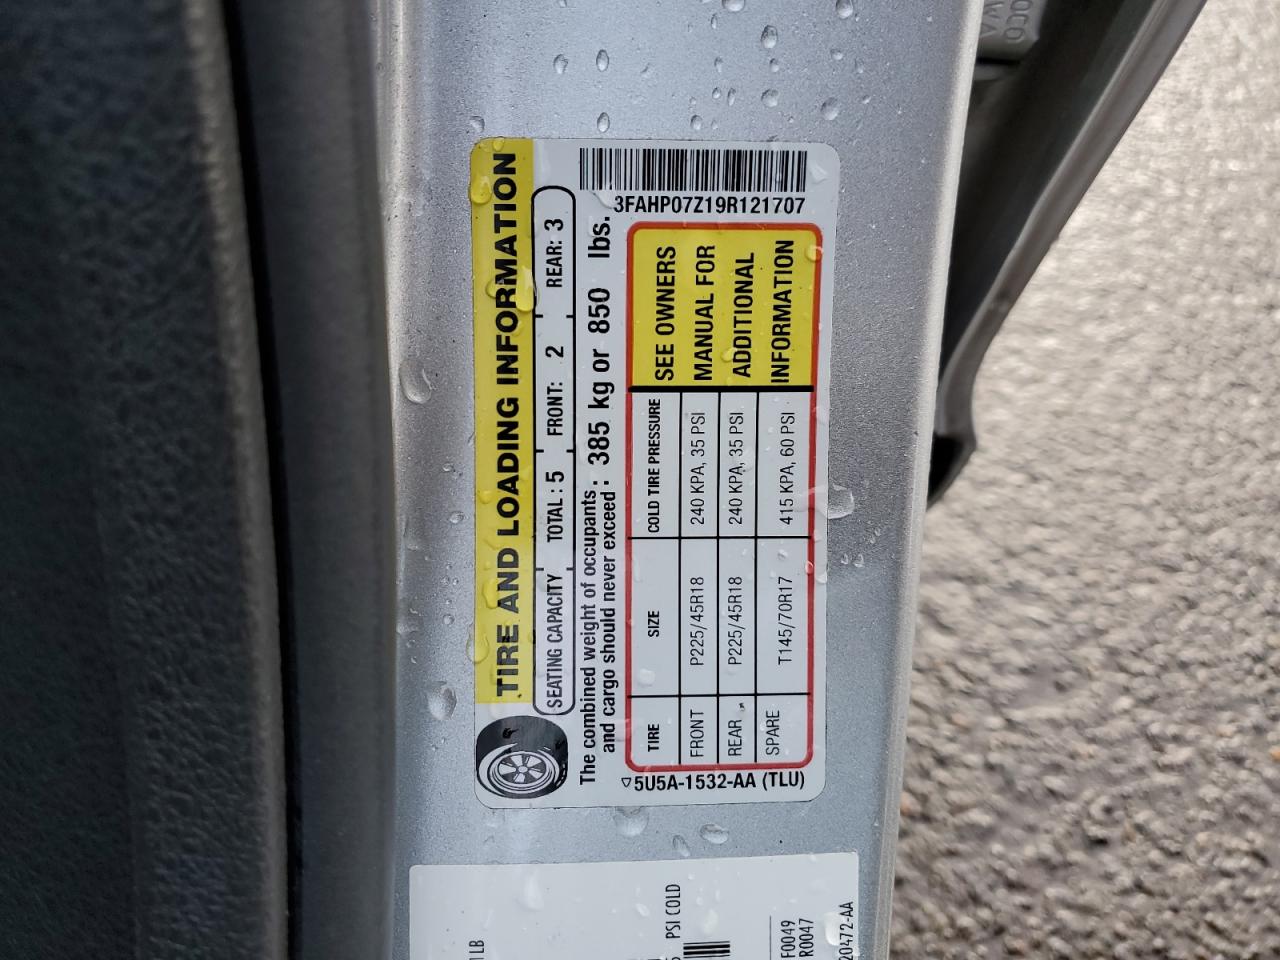 TIRE AND LOADING INFORMATION
SEATING CAPACITY TOTAL : 5 FRONT: 2 REAR: 3
The combined weight of occupants
and cargo should never exceed : 385 kg or 850 lbs.
3FAHP07Z19R121707
TIRE SIZE COLD TIRE PRESSURE
FRONT P225/45R18 240 KPA, 35 PSI
REAR P225/45R18 240 KPA, 35 PSI
SPARE T145/70R17 415 KPA, 60 PSI
SEE OWNERS
MANUAL FOR
ADDITIONAL
INFORMATION
5U5A-1532-AA (TLU)
LB
PSI COLD
F0049
R0047
20472-AA